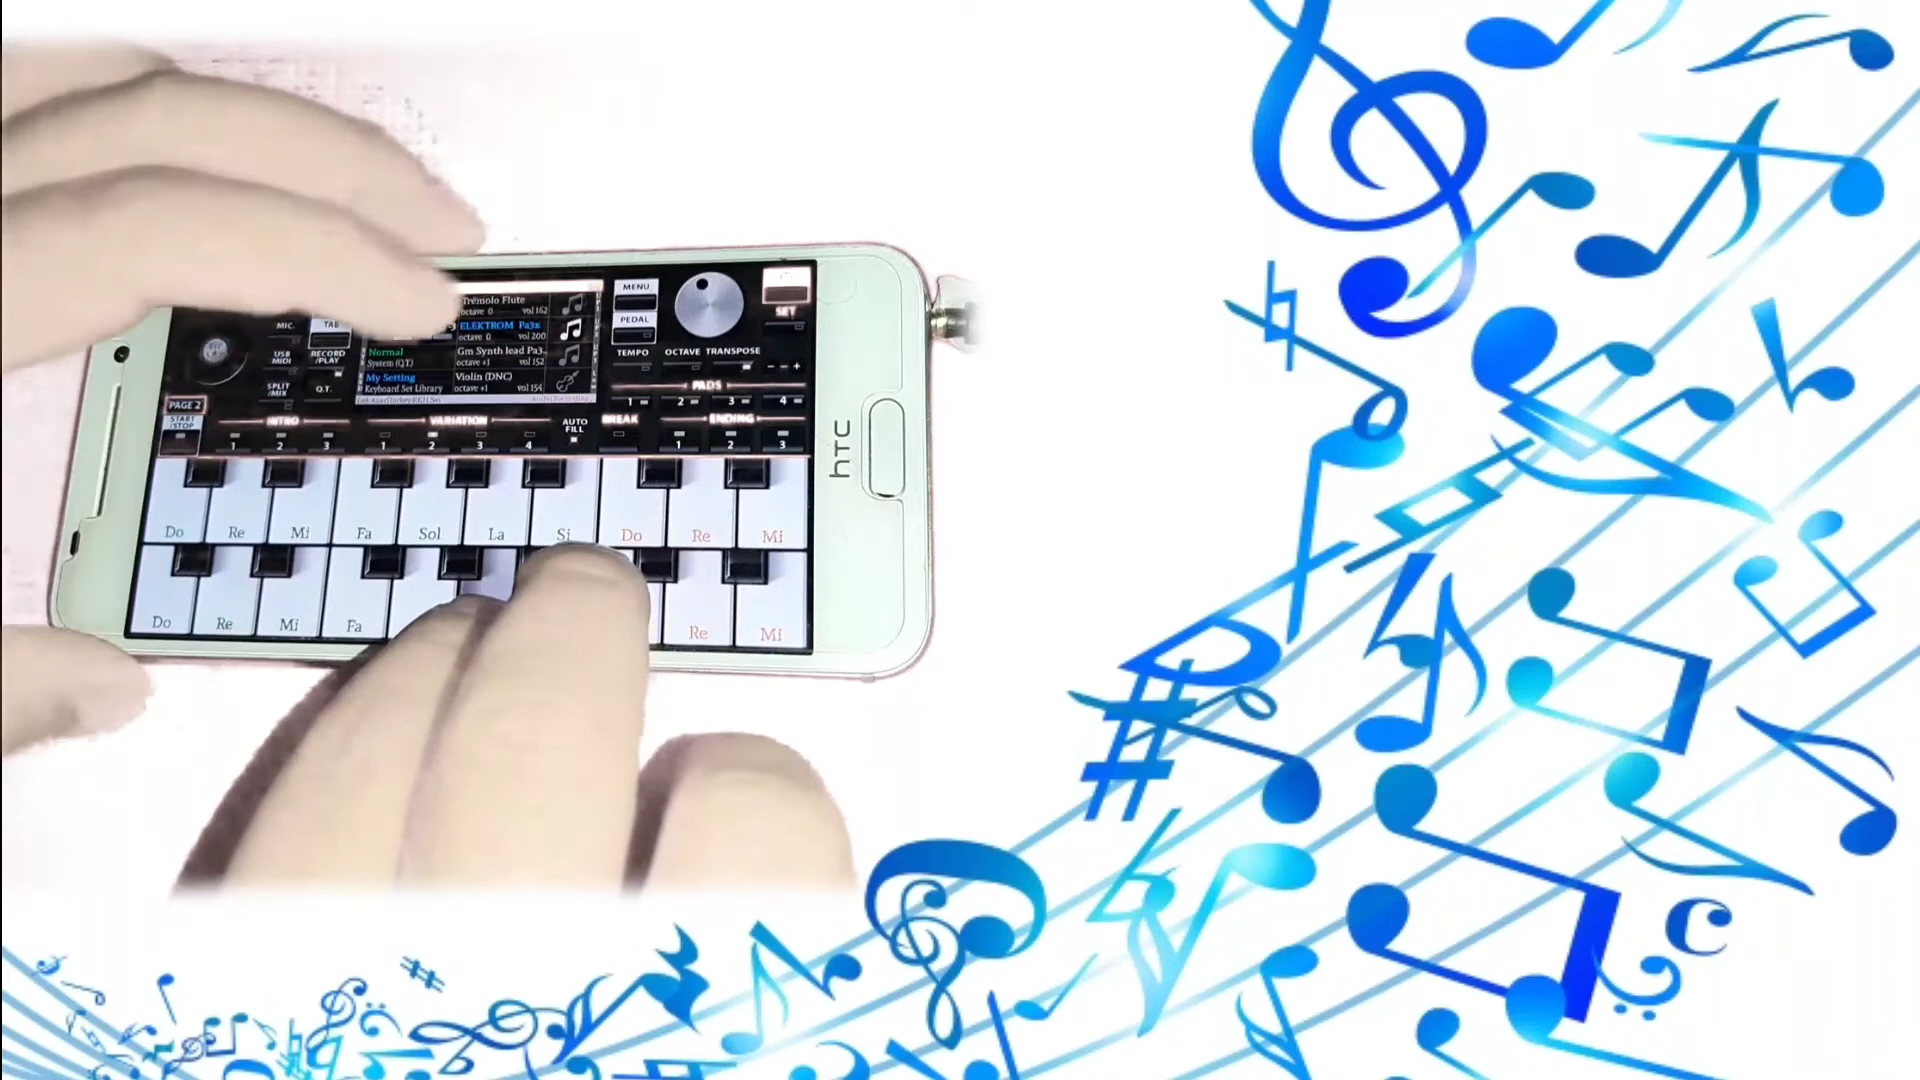 Tremolo Flute
octave 0 vol 162
ELEKTROM Pa3x
octave 0 vol 200
Normal
System (Q.T)
Gm Synth lead Pa3..
octave +1 vol 152
My Setting
Keyboard Set Library
Violin (DNC)
octave +1 vol 154
MIC.
USB
MIDI
SPLIT
/MIX
TAB
RECORD
/PLAY
Q.T.
MENU
PEDAL
TEMPO
OCTAVE TRANSPOSE
SET
- - +
PADS
1 2 3 4
PAGE 2
START
/STOP
INTRO
1 2 3
VARIATION
1 2 3 4
AUTO
FILL
BREAK
ENDING
1 2 3
hTC
Do Re Mi Fa Sol La Si Do Re Mi
Do Re Mi Fa Re Mi